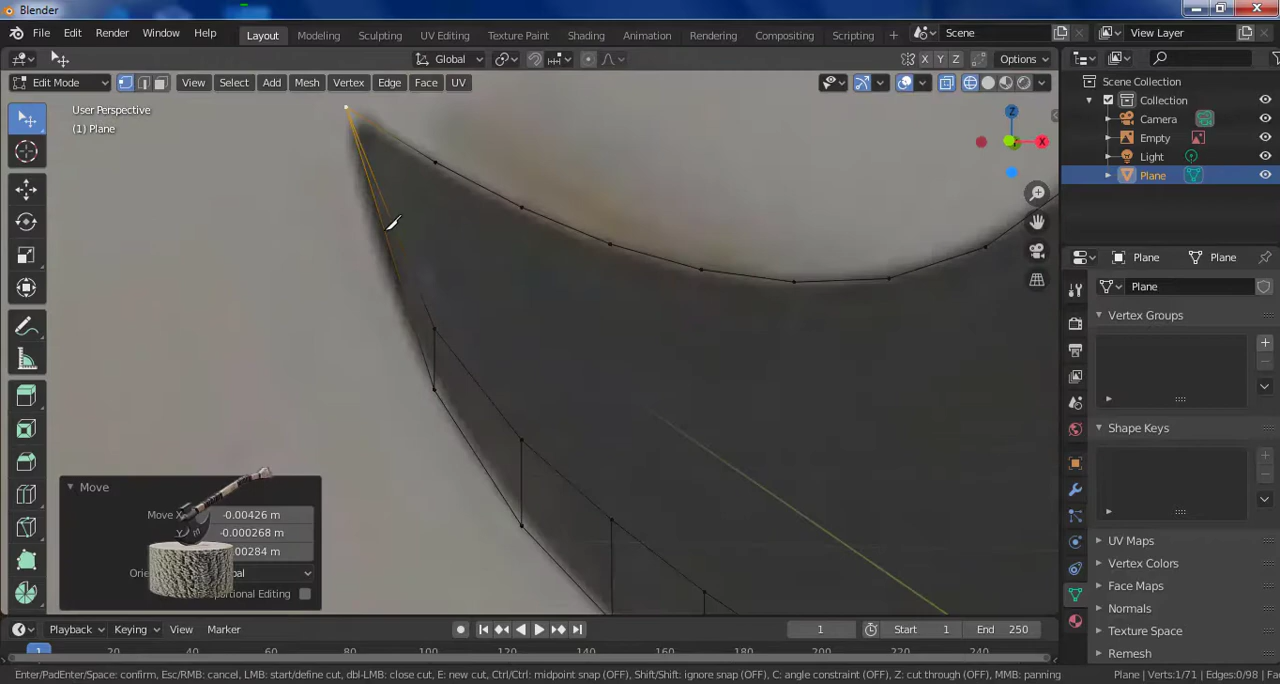 Blender
File Edit Render Window Help Layout Modeling Sculpting UV Editing Texture Paint Shading Animation Rendering Compositing Scripting + Scene View Layer
Global X Y Z Options
Edit Mode View Select Add Mesh Vertex Edge Face UV
User Perspective
(1) Plane
Scene Collection
Collection
Camera
Empty
Light
Plane
Z
X
Plane Plane
Plane
Vertex Groups
Shape Keys
UV Maps
Vertex Colors
Face Maps
Normals
Texture Space
Remesh
Move
Move X -0.00426 m
Y -0.000268 m
00284 m
bal
oportional Editing
Playback Keying View Marker 1 Start 1 End 250
1 20 40 60 80 100 120 140 160 180 200 220 240
Enter/PadEnter/Space: confirm, Esc/RMB: cancel, LMB: start/define cut, dbl-LMB: close cut, E: new cut, Ctrl/Ctrl: midpoint snap (OFF), Shift/Shift: ignore snap (OFF), C: angle constraint (OFF), Z: cut through (OFF), MMB: panning Plane | Verts:1/71 | Edges:0/98 | Fa